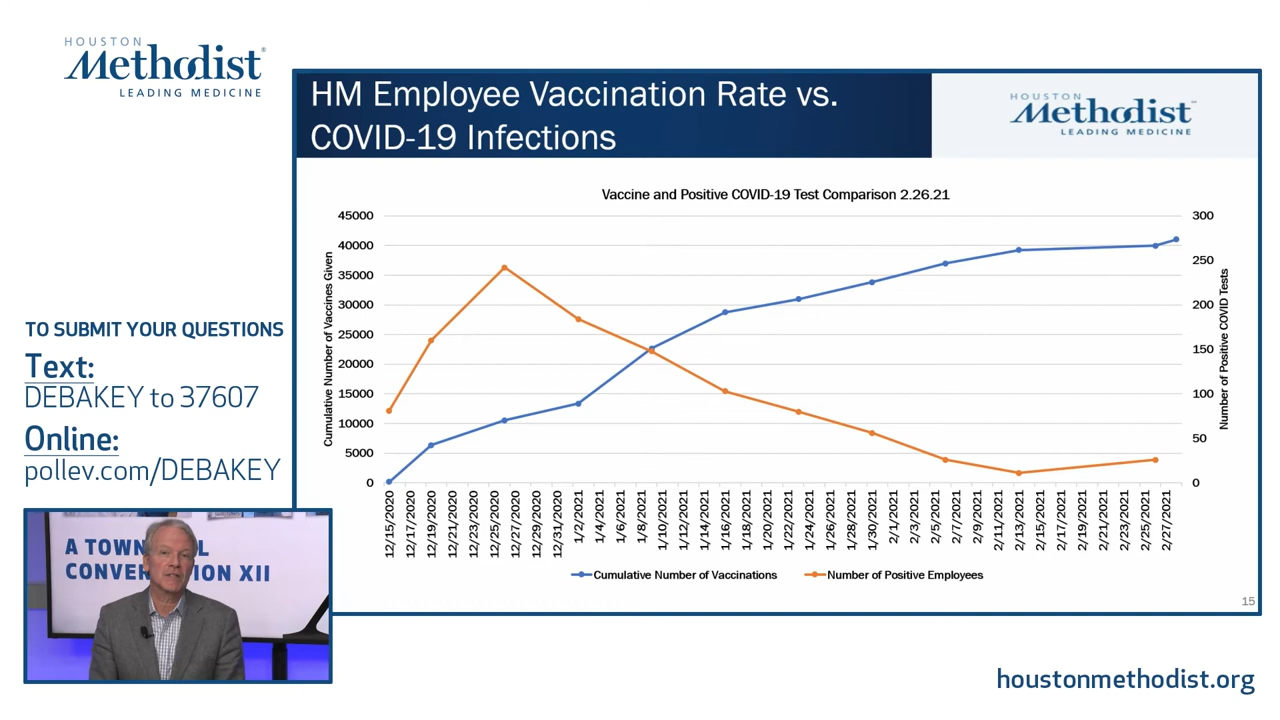 HOUSTON
Methodist
LEADING MEDICINE
HM Employee Vaccination Rate vs.
COVID-19 Infections
HOUSTON
Methodist
LEADING MEDICINE
Vaccine and Positive COVID-19 Test Comparison 2.26.21
Cumulative Number of Vaccines Given
45000
40000
35000
30000
25000
20000
15000
10000
5000
0
300
250
200
150
100
50
0
Number of Positive COVID Tests
12/15/2020
12/17/2020
12/19/2020
12/21/2020
12/23/2020
12/25/2020
12/27/2020
12/29/2020
12/31/2020
1/2/2021
1/4/2021
1/6/2021
1/8/2021
1/10/2021
1/12/2021
1/14/2021
1/16/2021
1/18/2021
1/20/2021
1/22/2021
1/24/2021
1/26/2021
1/28/2021
1/30/2021
2/1/2021
2/3/2021
2/5/2021
2/7/2021
2/9/2021
2/11/2021
2/13/2021
2/15/2021
2/17/2021
2/19/2021
2/21/2021
2/23/2021
2/25/2021
2/27/2021
Cumulative Number of Vaccinations
Number of Positive Employees
15
TO SUBMIT YOUR QUESTIONS
Text:
DEBAKEY to 37607
Online:
pollev.com/DEBAKEY
A TOWN L
CONVER ION XII
houstonmethodist.org